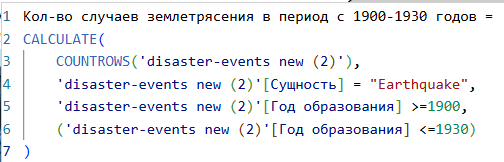 1 Кол-во случаев землетрясения в период с 1900-1930 годов =
2 CALCULATE(
3 COUNTROWS('disaster-events new (2)'),
4 'disaster-events new (2)'[Сущность] = "Earthquake",
5 'disaster-events new (2)'[Год образования] >=1900,
6 ('disaster-events new (2)'[Год образования] <=1930)
7 )